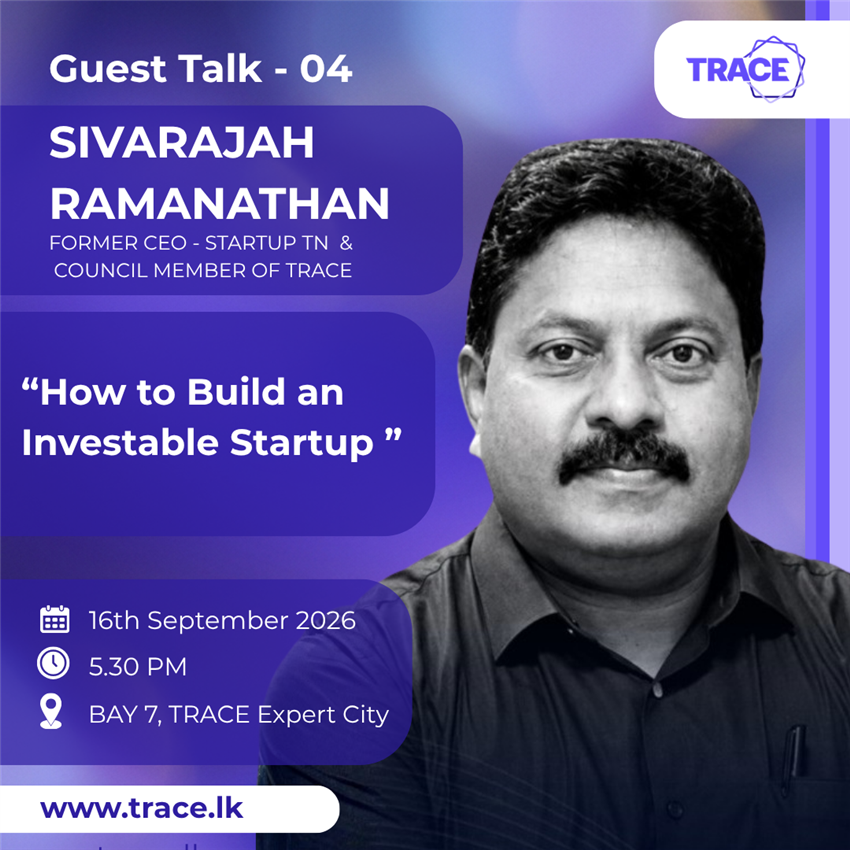 Guest Talk - 04
TRACE
SIVARAJAH
RAMANATHAN
FORMER CEO - STARTUP TN &
COUNCIL MEMBER OF TRACE
“How to Build an
Investable Startup ”
16th September 2026
5.30 PM
BAY 7, TRACE Expert City
www.trace.lk